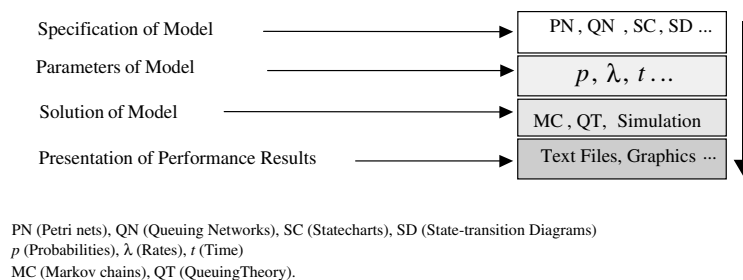 Specification of Model PN, QN, SC, SD ...
Parameters of Model p, λ, t ...
Solution of Model MC, QT, Simulation
Presentation of Performance Results Text Files, Graphics ...
PN (Petri nets), QN (Queuing Networks), SC (Statecharts), SD (State-transition Diagrams)
p (Probabilities), λ (Rates), t (Time)
MC (Markov chains), QT (QueuingTheory).